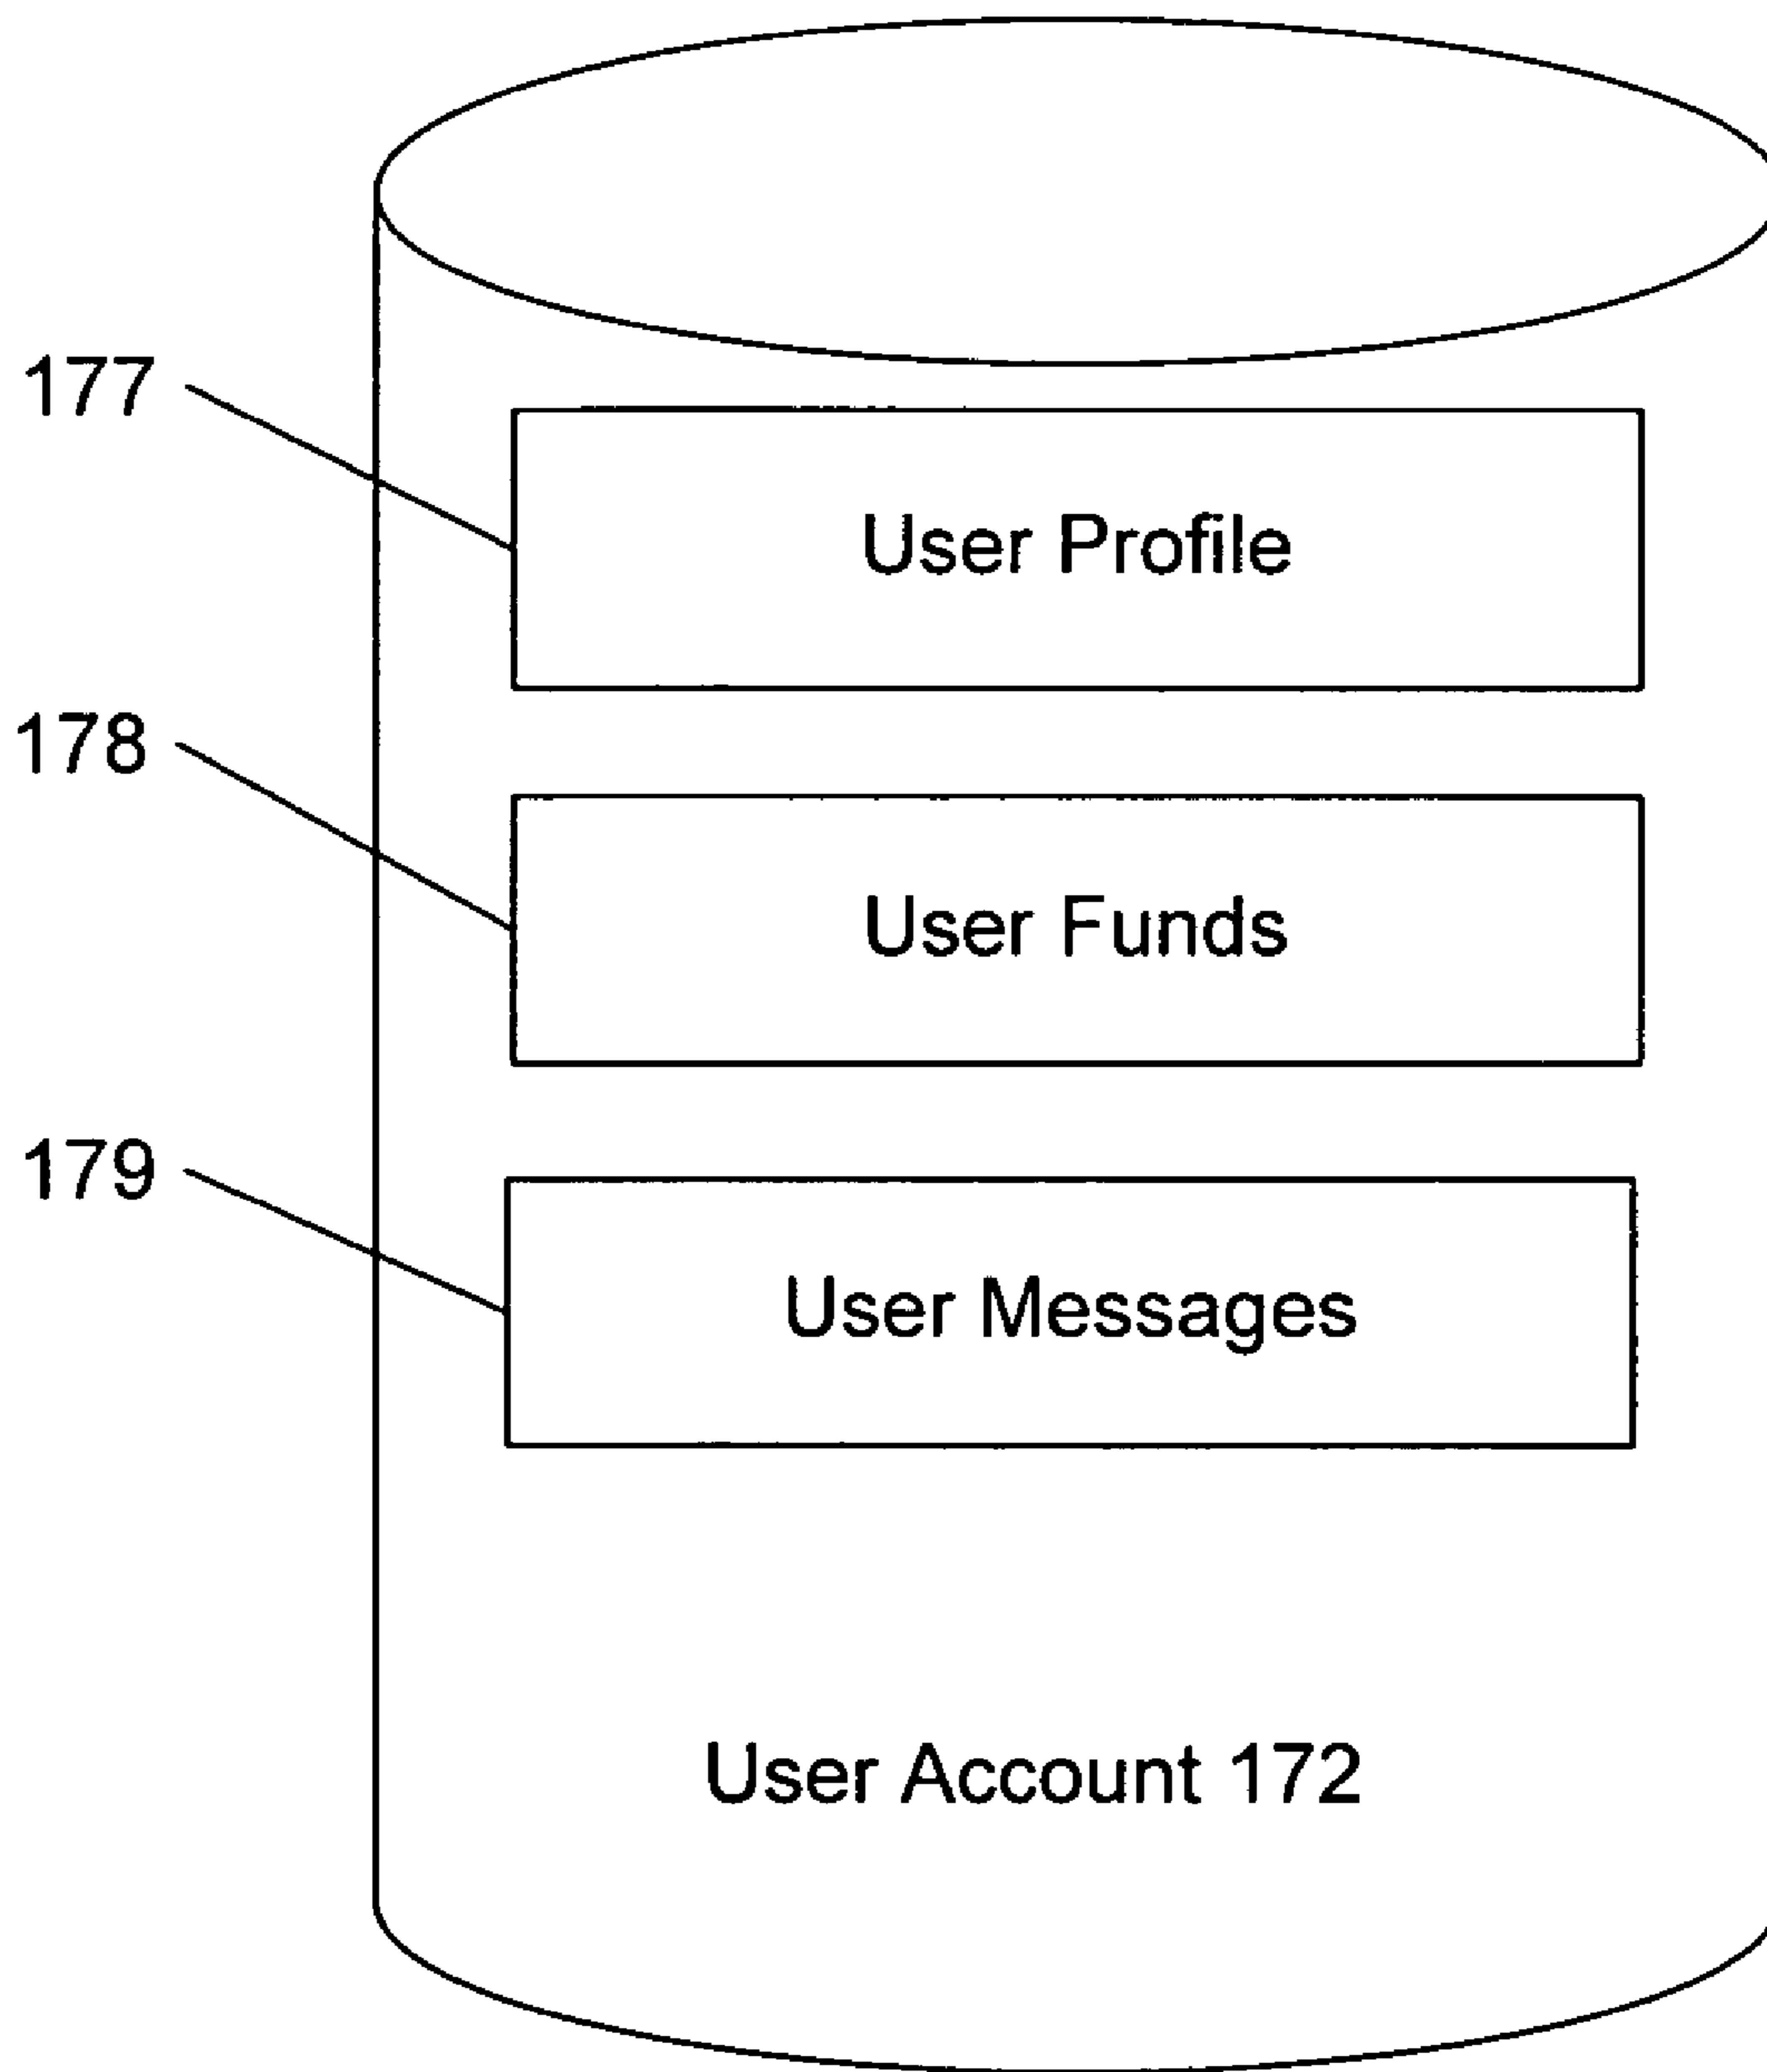 177
User Profile
178
User Funds
179
User Messages
User Account 172